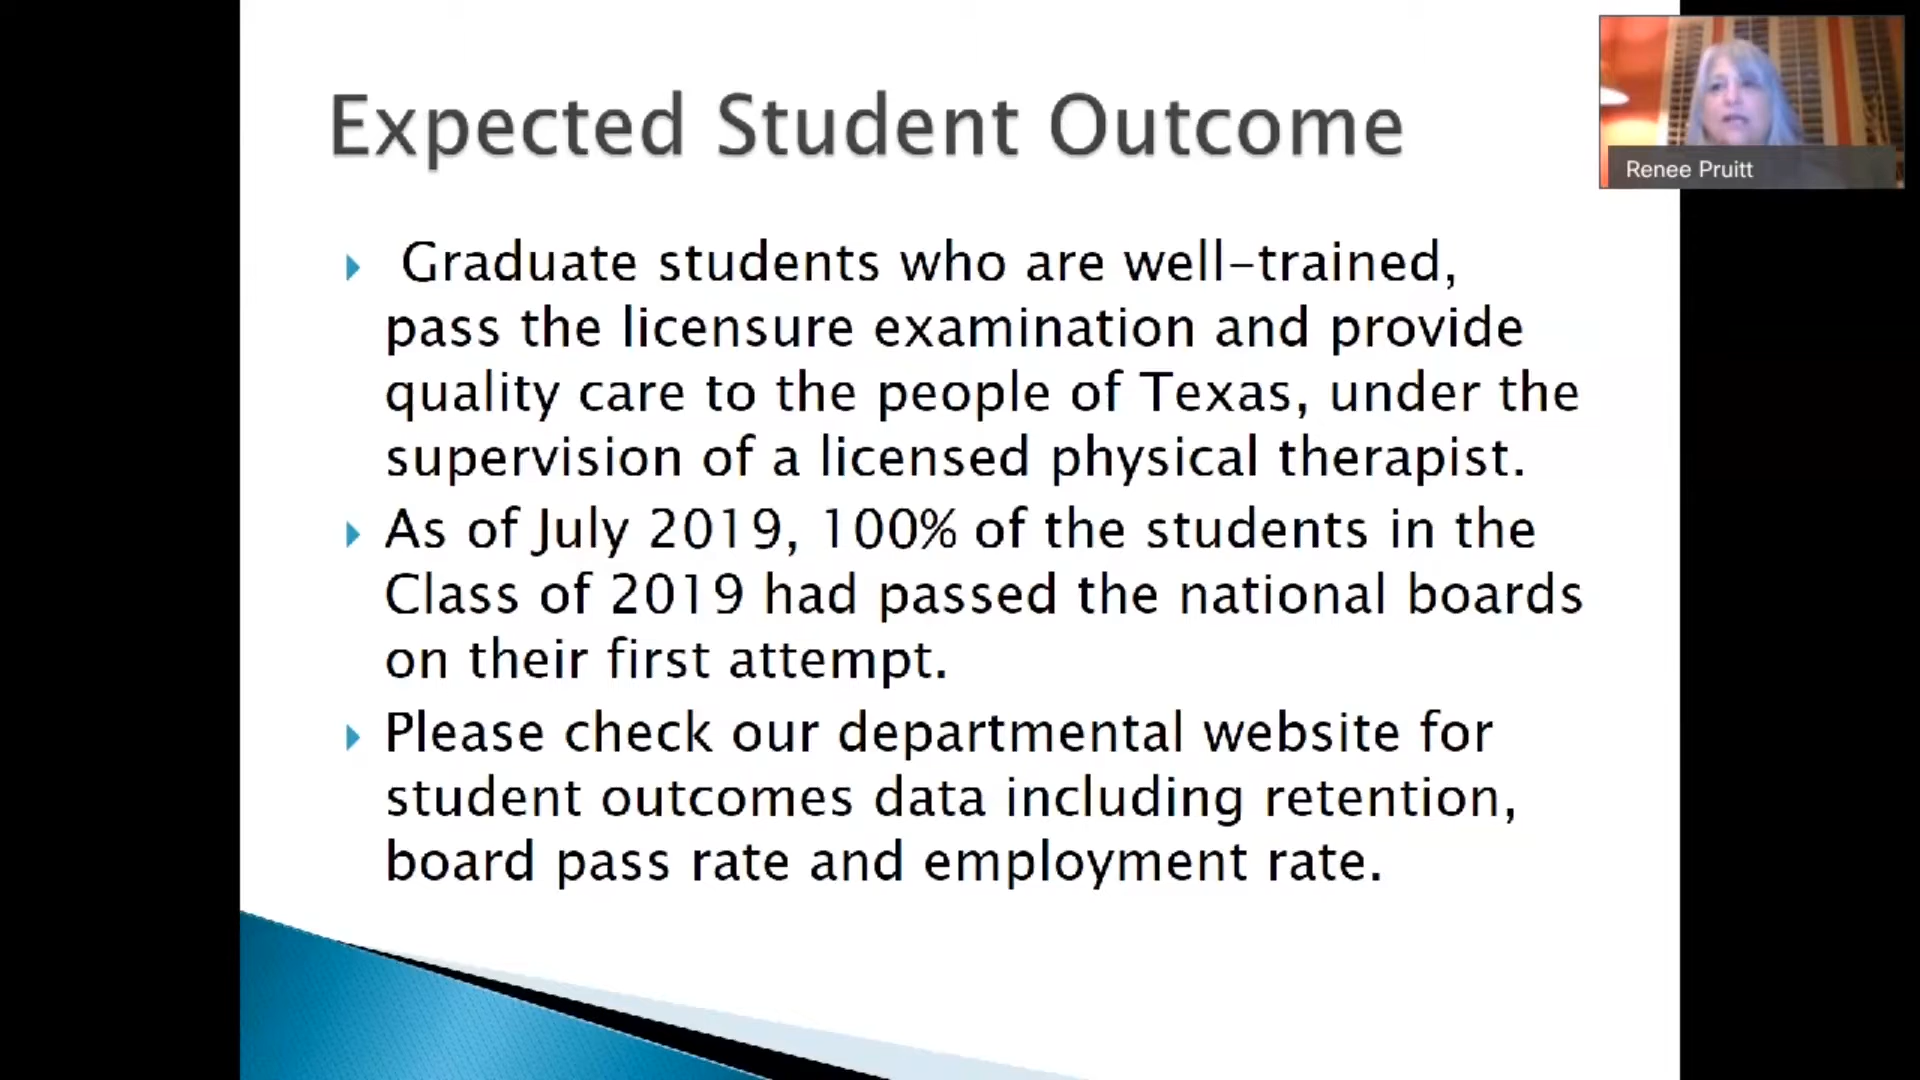 Expected Student Outcome
Renee Pruitt
Graduate students who are well-trained,
pass the licensure examination and provide
quality care to the people of Texas, under the
supervision of a licensed physical therapist.
As of July 2019, 100% of the students in the
Class of 2019 had passed the national boards
on their first attempt.
Please check our departmental website for
student outcomes data including retention,
board pass rate and employment rate.